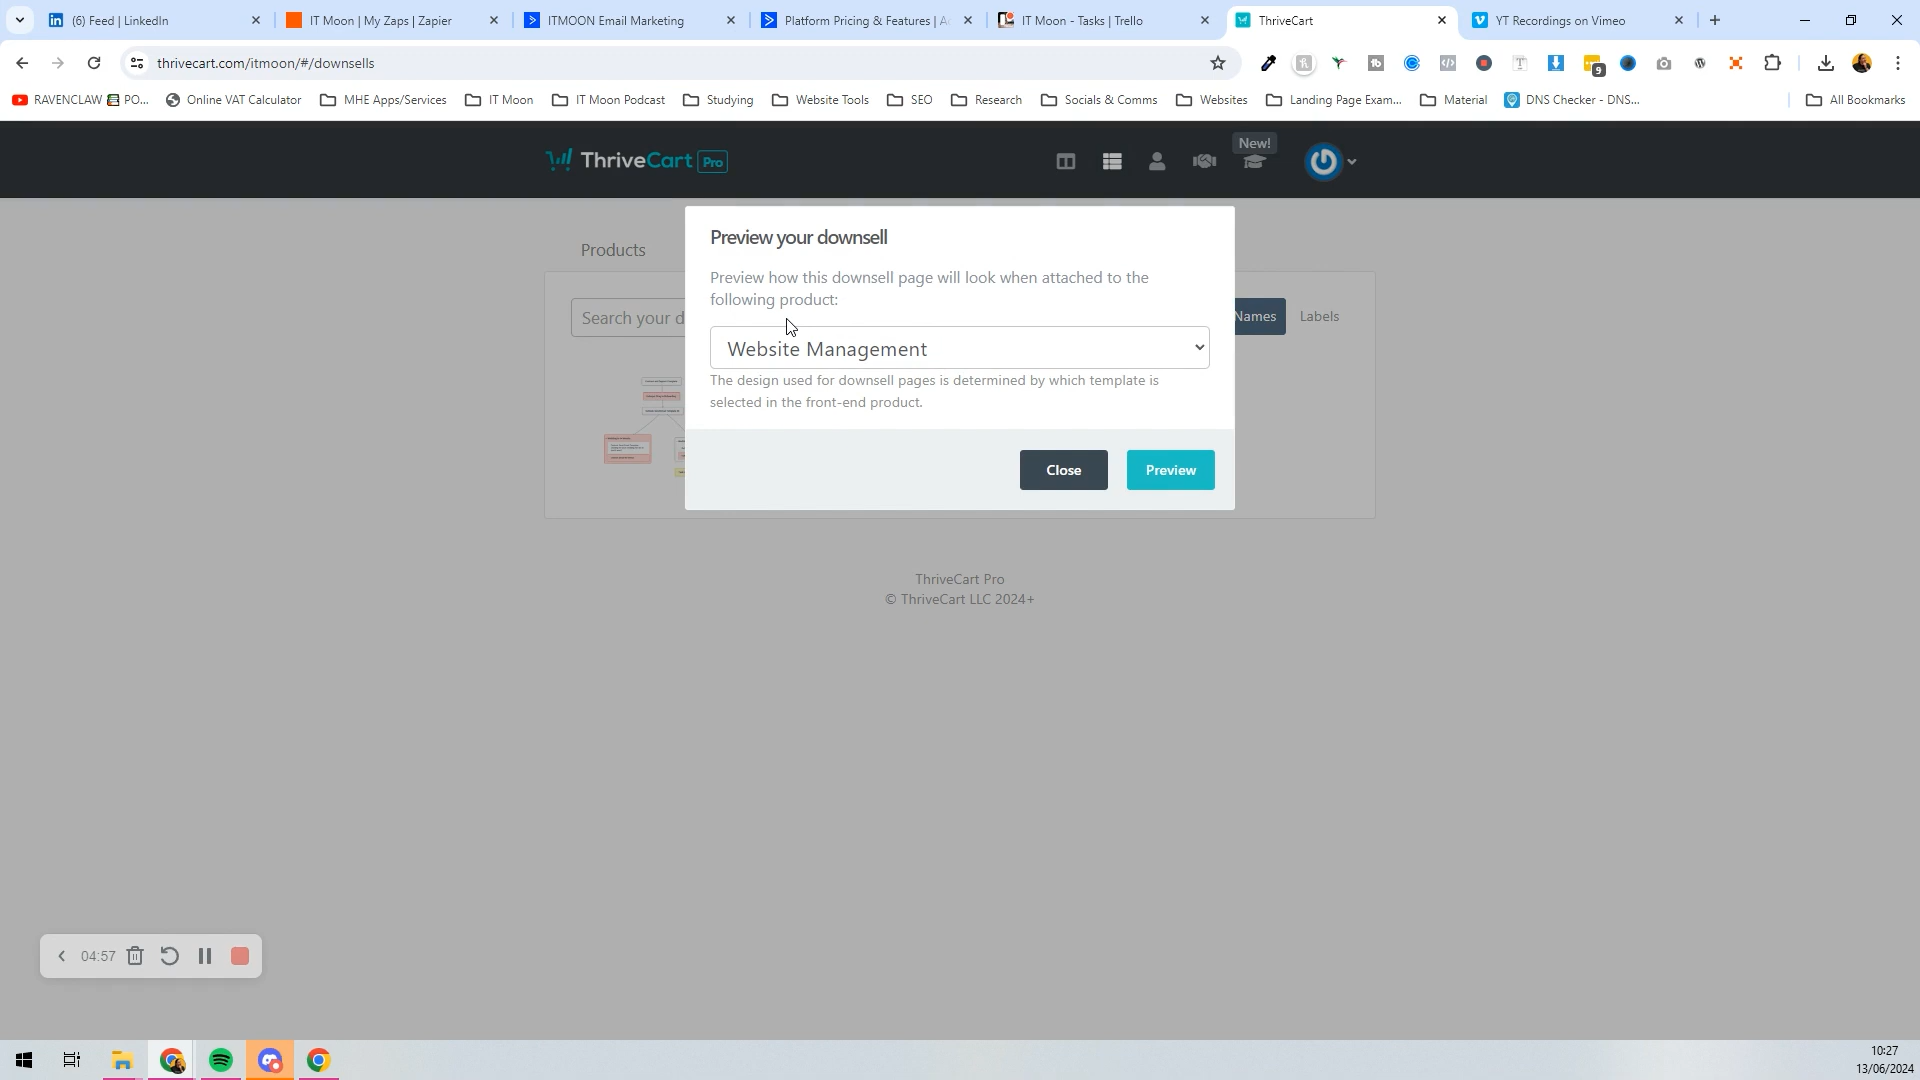 (6) Feed | LinkedIn
IT Moon | My Zaps | Zapier
ITMOON Email Marketing
Platform Pricing & Features | A
IT Moon - Tasks | Trello
ThriveCart
YT Recordings on Vimeo
thrivecart.com/itmoon/#/downsells
9
RAVENCLAW
PO...
Online VAT Calculator
MHE Apps/Services
IT Moon
IT Moon Podcast
Studying
Website Tools
SEO
Research
Socials & Comms
Websites
Landing Page Exam...
Material
DNS Checker - DNS...
All Bookmarks
ThriveCart Pro
New!
Products
Search your d
Names
Labels
Preview your downsell
Preview how this downsell page will look when attached to the
following product:
Website Management
The design used for downsell pages is determined by which template is
selected in the front-end product.
Close
Preview
ThriveCart Pro
© ThriveCart LLC 2024+
04:57
10:27
13/06/2024